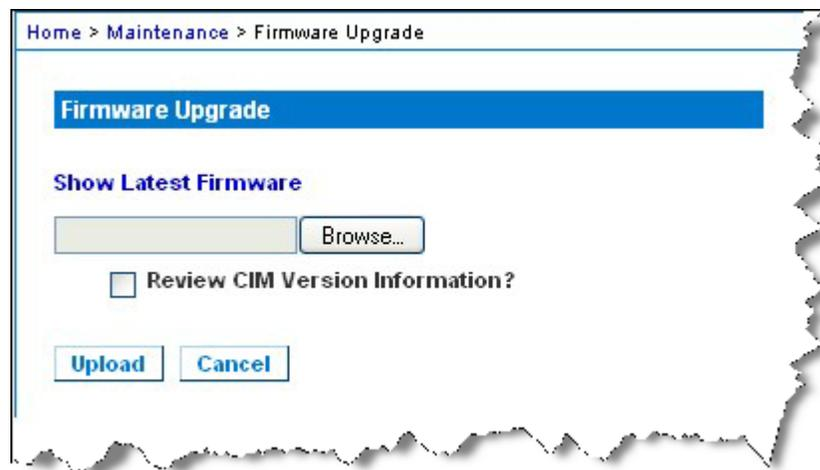 Home > Maintenance > Firmware Upgrade
Firmware Upgrade
Show Latest Firmware
Browse...
Review CIM Version Information?
Upload Cancel